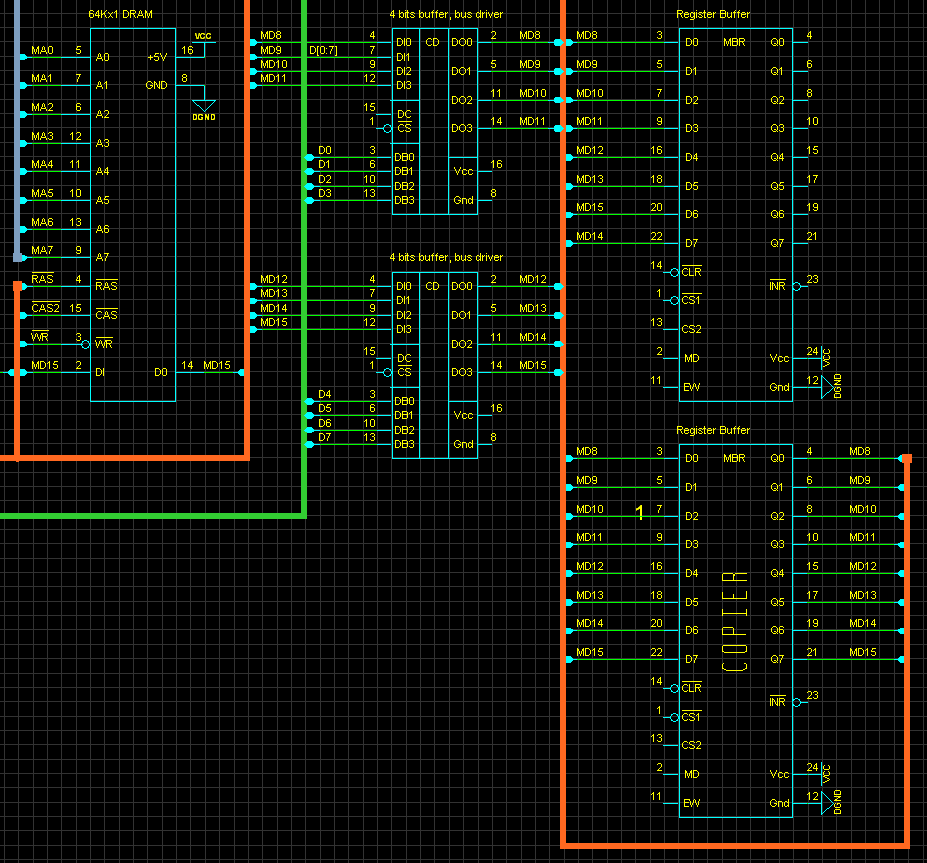 64Kx1 DRAM
MA0 5 A0
MA1 7 A1
MA2 6 A2
MA3 12 A3
MA4 11 A4
MA5 10 A5
MA6 13 A6
MA7 9 A7
RAS 4 RAS
CAS2 15 CAS
WR 3 WR
MD15 2 DI
+5V 16 VCC
GND 8 DGND
D0 14 MD15
4 bits buffer, bus driver
MD8 4 DI0 CD DO0 2 MD8
MD9 D[0:7] 7 DI1
MD10 9 DI2 DO1 5 MD9
MD11 12 DI3
DO2 11 MD10
15 DC
1 CS DO3 14 MD11
D0 3 DB0
D1 6 DB1 Vcc 16
D2 10 DB2
D3 13 DB3 Gnd 8
4 bits buffer, bus driver
MD12 4 DI0 CD DO0 2 MD12
MD13 7 DI1
MD14 9 DI2 DO1 5 MD13
MD15 12 DI3
DO2 11 MD14
15 DC
1 CS DO3 14 MD15
D4 3 DB0
D5 6 DB1 Vcc 16
D6 10 DB2
D7 13 DB3 Gnd 8
Register Buffer
MD8 3 D0 MBR Q0 4
MD9 5 D1 Q1 6
MD10 7 D2 Q2 8
MD11 9 D3 Q3 10
MD12 16 D4 Q4 15
MD13 18 D5 Q5 17
MD15 20 D6 Q6 19
MD14 22 D7 Q7 21
14 CLR
1 CS1 INR 23
13 CS2
2 MD Vcc 24 VCC
11 EW Gnd 12 DGND
Register Buffer
MD8 3 D0 MBR Q0 4 MD8
MD9 5 D1 Q1 6 MD9
MD10 1 7 D2 Q2 8 MD10
MD11 9 D3 Q3 10 MD11
MD12 16 D4 Q4 15 MD12
MD13 18 D5 Q5 17 MD13
MD14 20 D6 Q6 19 MD14
MD15 22 D7 Q7 21 MD15
COPIER
14 CLR
1 CS1 INR 23
13 CS2
2 MD Vcc 24 VCC
11 EW Gnd 12 DGND